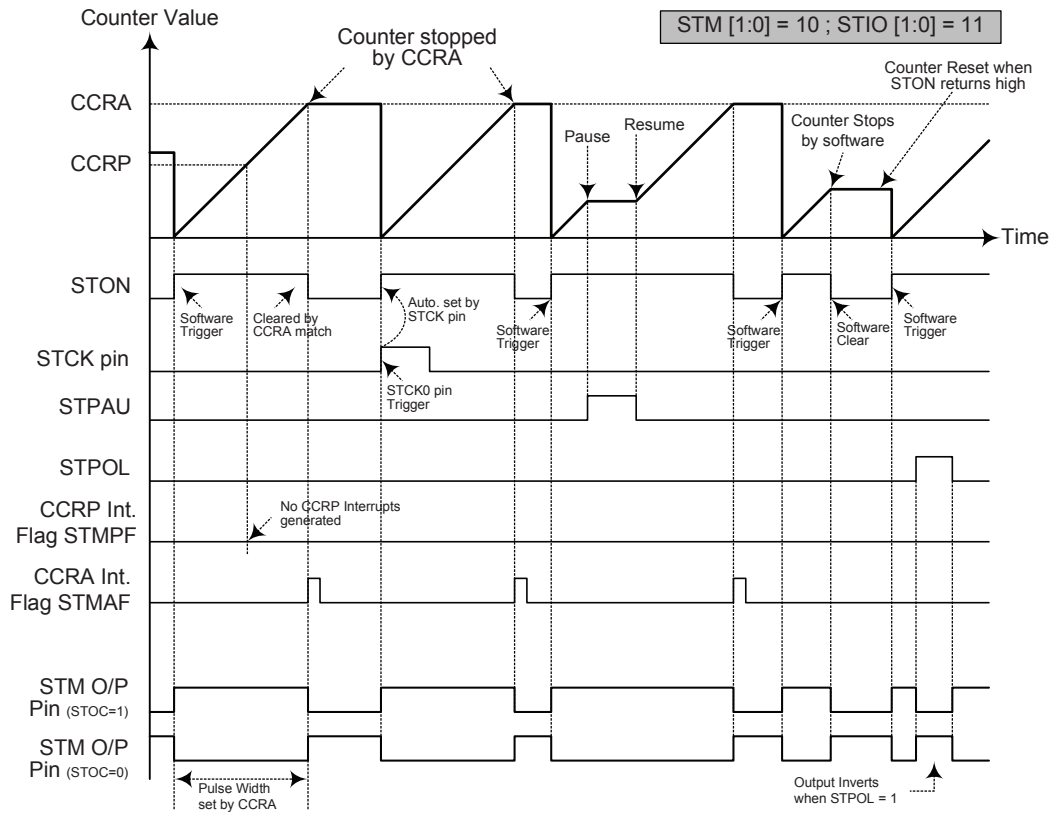 Counter Value
STM [1:0] = 10 ; STIO [1:0] = 11
Counter stopped
by CCRA
Counter Reset when
STON returns high
CCRA
Pause
Resume
Counter Stops
by software
CCRP
Time
STON
Software
Trigger
Cleared by
CCRA match
Auto. set by
STCK pin
Software
Trigger
Software
Trigger
Software
Clear
Software
Trigger
STCK pin
STCK0 pin
Trigger
STPAU
STPOL
CCRP Int.
Flag STMPF
No CCRP Interrupts
generated
CCRA Int.
Flag STMAF
STM O/P
Pin (STOC=1)
STM O/P
Pin (STOC=0)
Pulse Width
set by CCRA
Output Inverts
when STPOL = 1